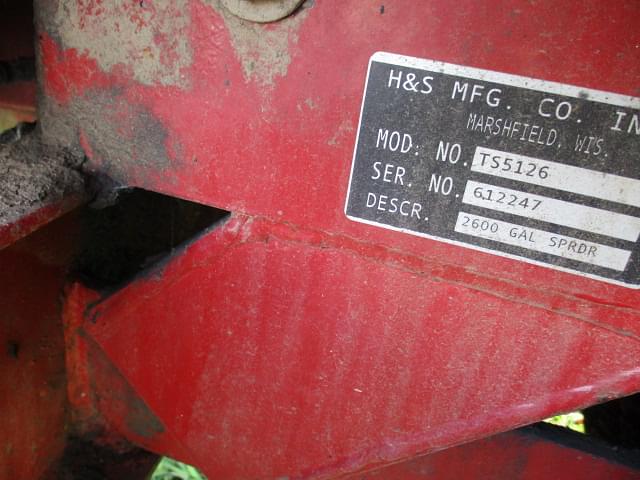 H&S MFG. CO. IN
MARSHFIELD, WIS.
MOD: NO. TS5126
SER. NO. 612247
DESCR. 2600 GAL SPRDR